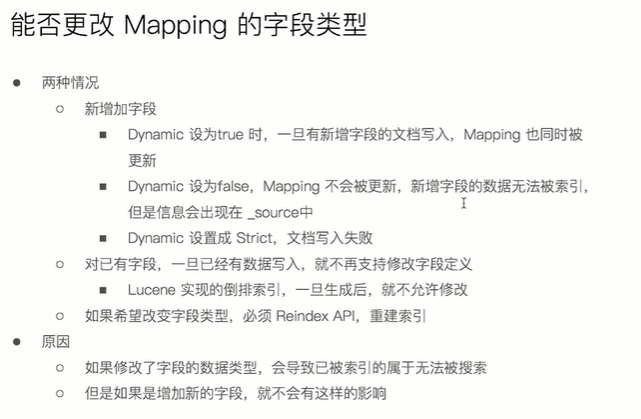 能否更改 Mapping 的字段类型
● 两种情况
○ 新增加字段
■ Dynamic 设为true 时，一旦有新增字段的文档写入，Mapping 也同时被
更新
■ Dynamic 设为false，Mapping 不会被更新，新增字段的数据无法被索引，
但是信息会出现在 _source中
■ Dynamic 设置成 Strict，文档写入失败
○ 对已有字段，一旦已经有数据写入，就不再支持修改字段定义
■ Lucene 实现的倒排索引，一旦生成后，就不允许修改
○ 如果希望改变字段类型，必须 Reindex API，重建索引
● 原因
○ 如果修改了字段的数据类型，会导致已被索引的属于无法被搜索
○ 但是如果是增加新的字段，就不会有这样的影响